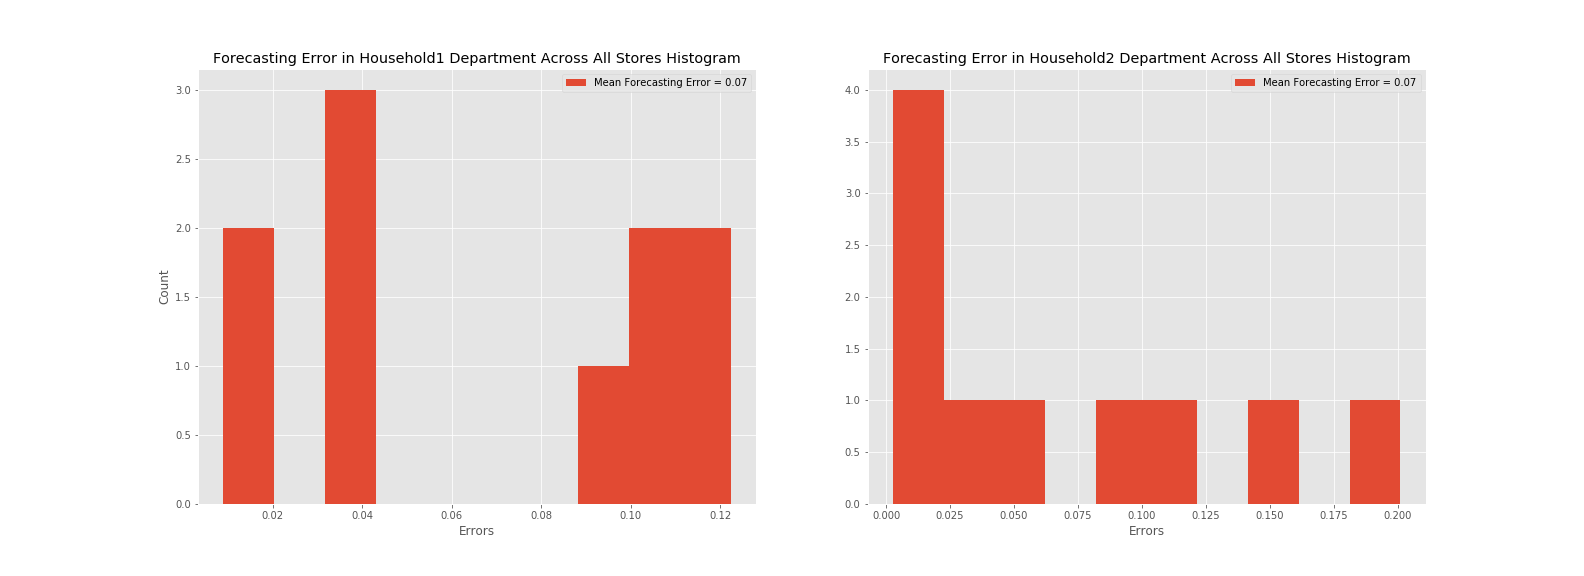 Forecasting Error in Household1 Department Across All Stores Histogram
Mean Forecasting Error = 0.07
3.0
2.5
2.0
1.5
1.0
0.5
0.0
Count
0.02 0.04 0.06 0.08 0.10 0.12
Errors
Forecasting Error in Household2 Department Across All Stores Histogram
Mean Forecasting Error = 0.07
4.0
3.5
3.0
2.5
2.0
1.5
1.0
0.5
0.0
0.000 0.025 0.050 0.075 0.100 0.125 0.150 0.175 0.200
Errors